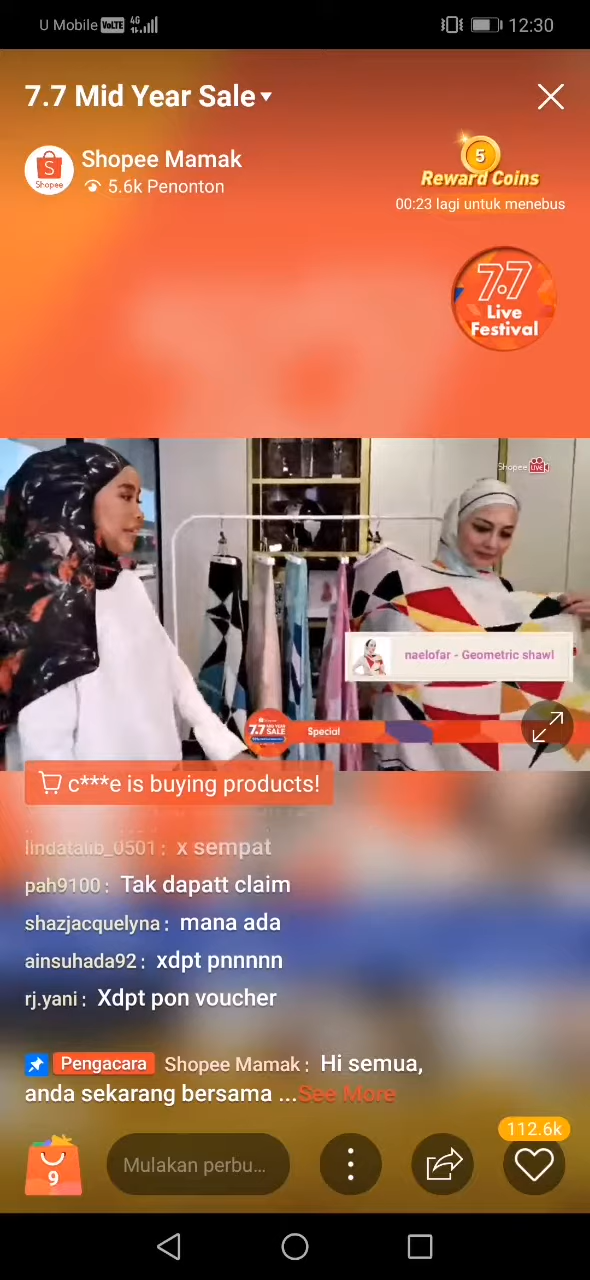 U Mobile VoLTE 4G 12:30
7.7 Mid Year Sale
Shopee Mamak
5.6k Penonton
S
Shopee
5
Reward Coins
00:23 lagi untuk menebus
7.7
Live
Festival
Shopee LIVE
naelofar - Geometric shawl
7.7 MID YEAR
SALE
Special
c***e is buying products!
lindatalib_0501 : x sempat
pah9100 : Tak dapatt claim
shazjacquelyna : mana ada
ainsuhada92 : xdpt pnnnnn
rj.yani : Xdpt pon voucher
Pengacara Shopee Mamak : Hi semua,
anda sekarang bersama ...See More
112.6k
9
Mulakan perbu...